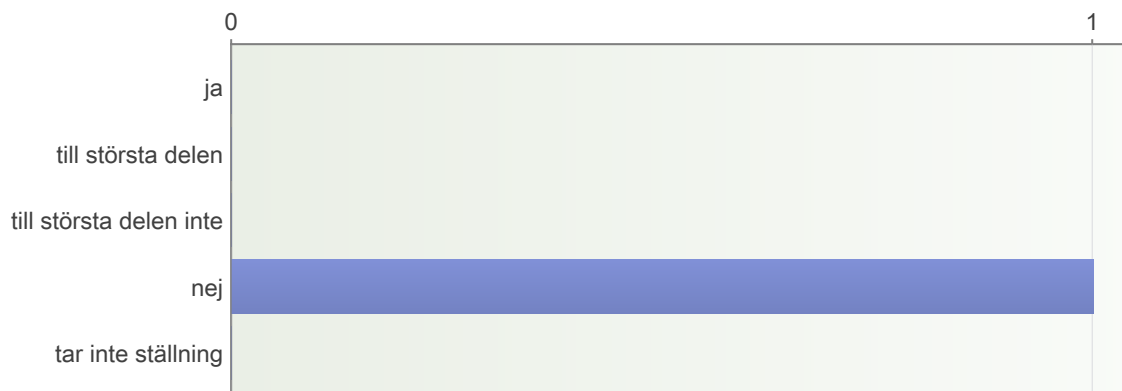 0 1
ja
till största delen
till största delen inte
nej
tar inte ställning